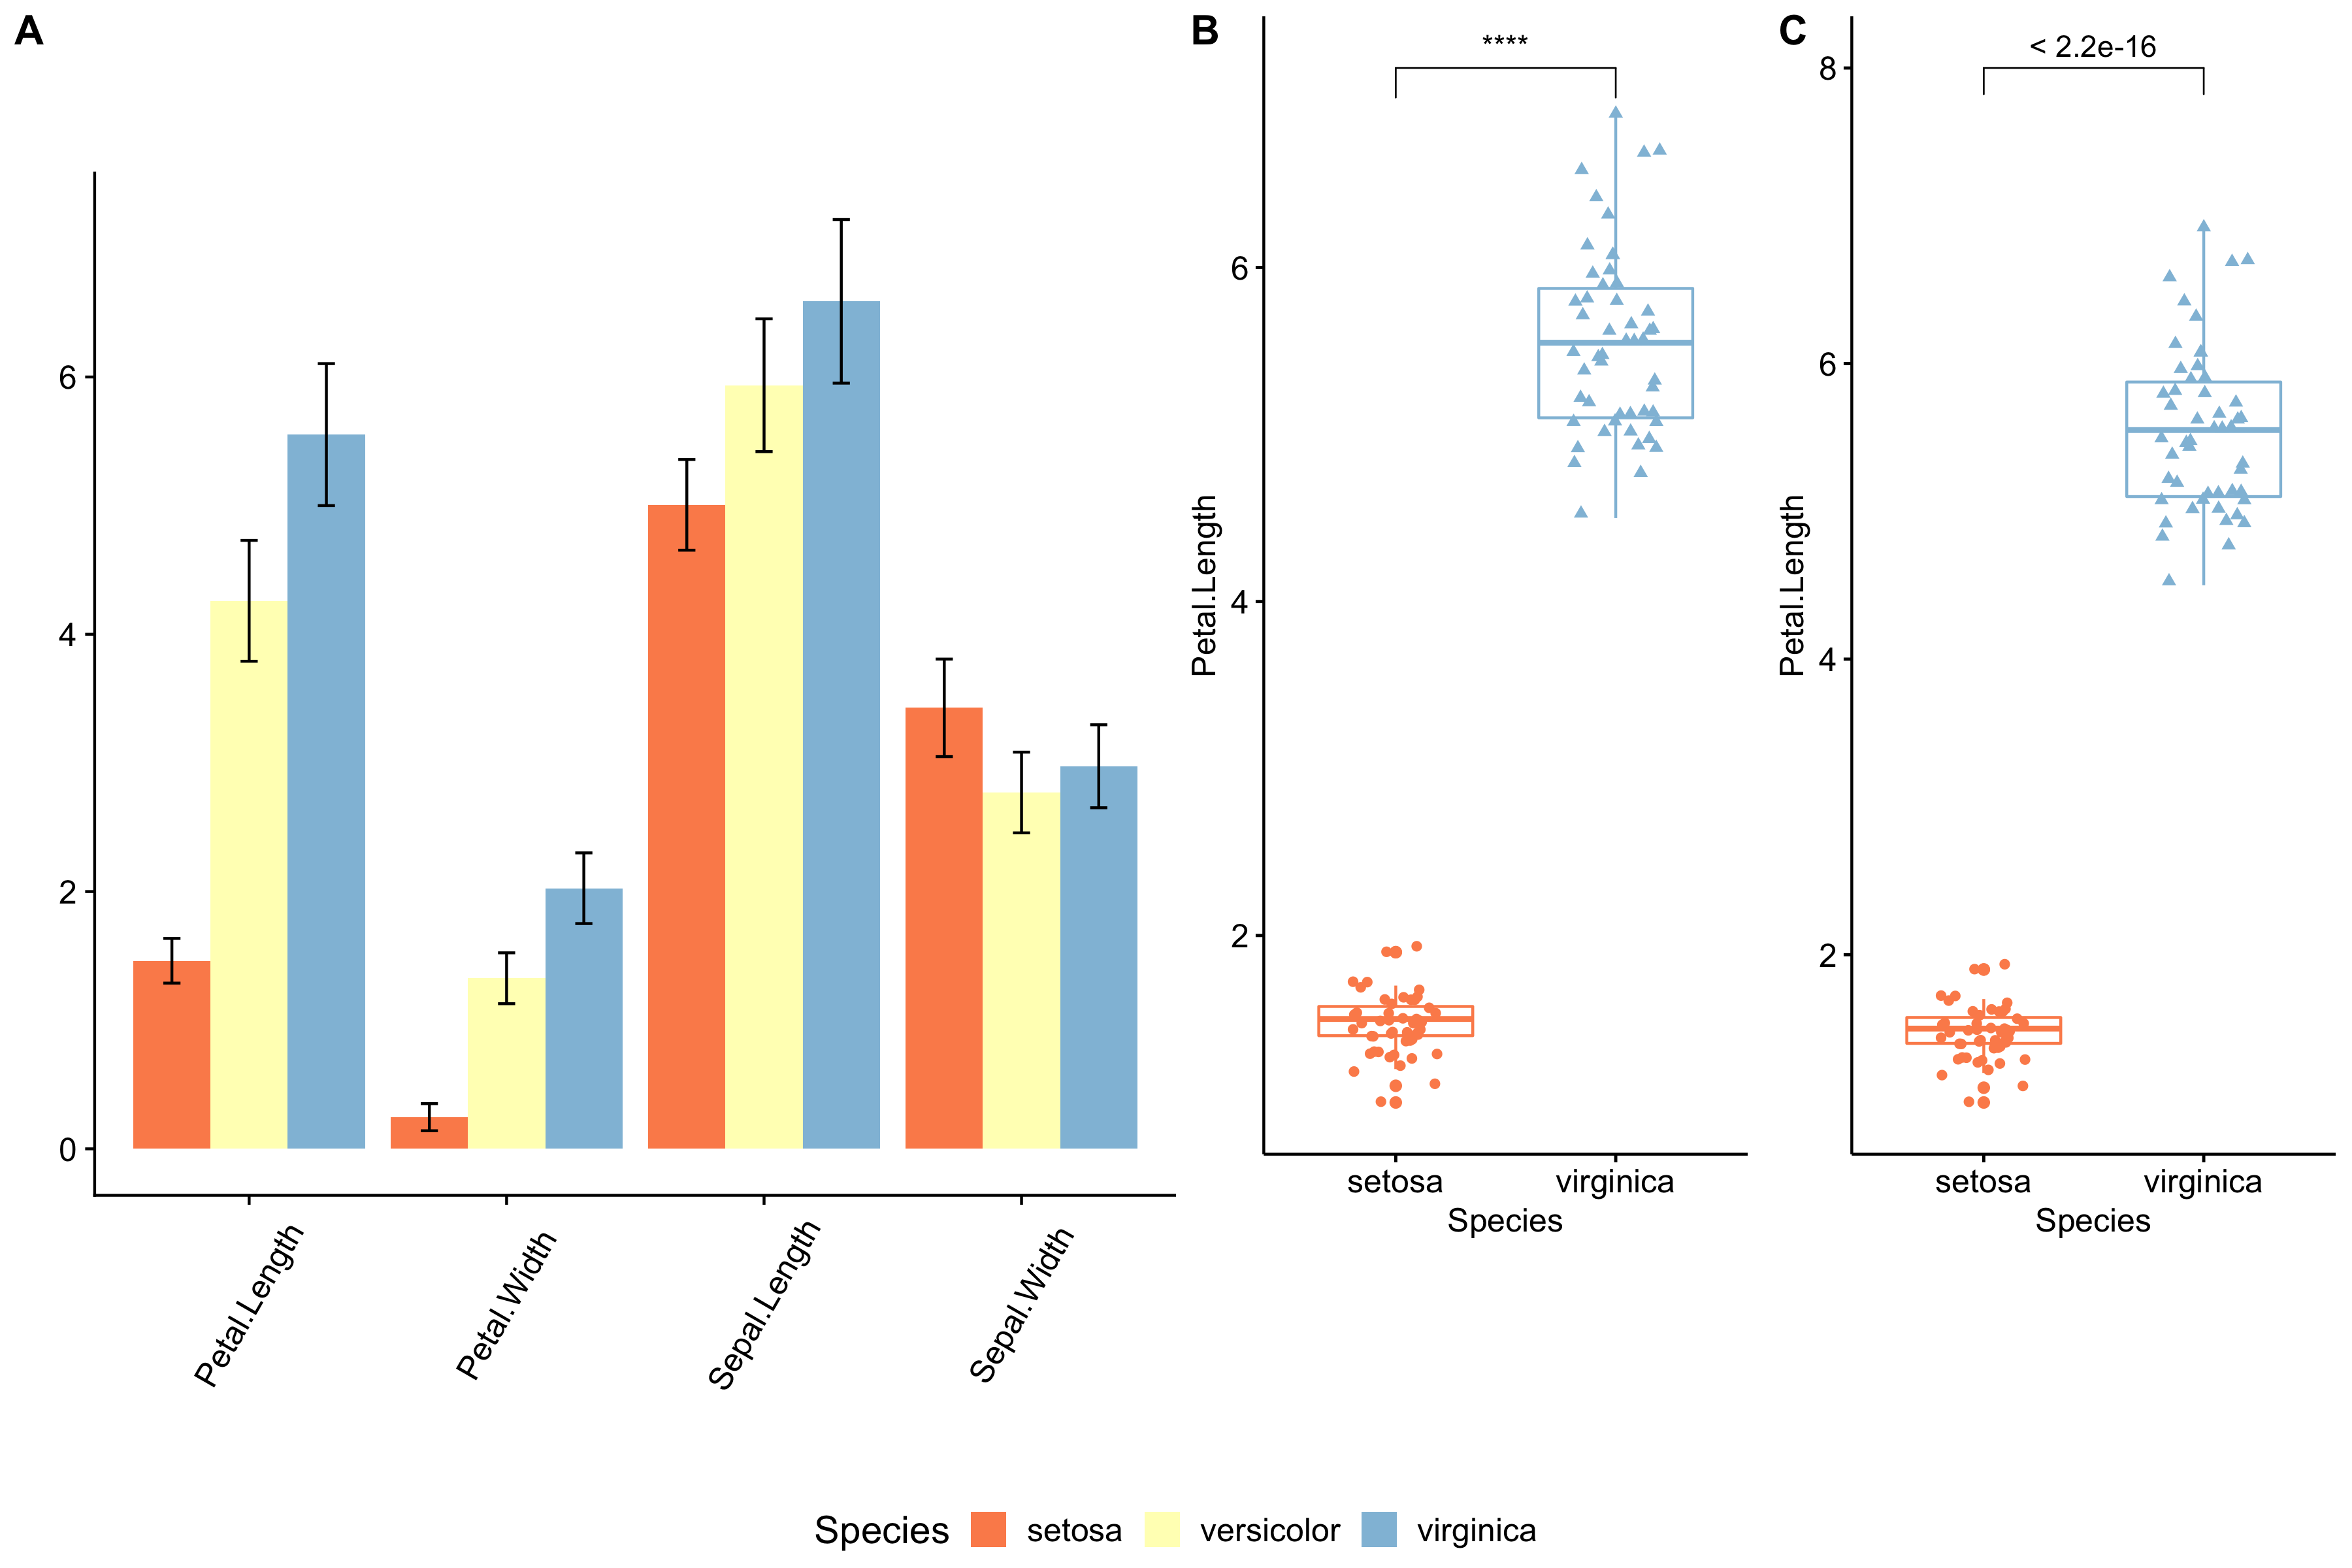 A
6
4
2
0
Petal.Length
Petal.Width
Sepal.Length
Sepal.Width
B
****
Petal.Length
6
4
2
setosa virginica
Species
C
< 2.2e-16
Petal.Length
8
6
4
2
setosa virginica
Species
Species setosa versicolor virginica